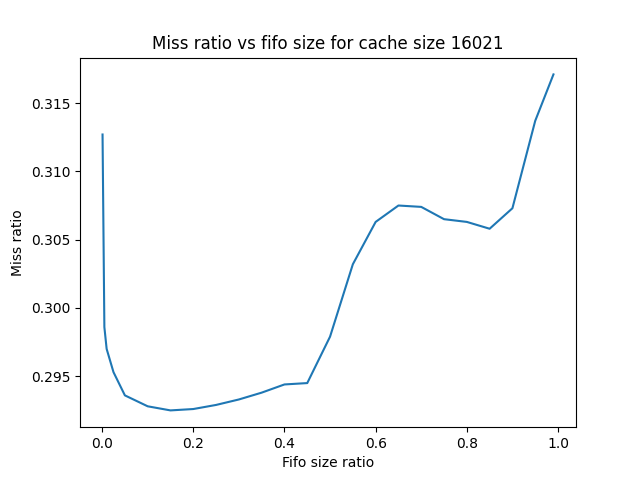 Miss ratio vs fifo size for cache size 16021
0.315
0.310
0.305
0.300
0.295
Miss ratio
0.0 0.2 0.4 0.6 0.8 1.0
Fifo size ratio